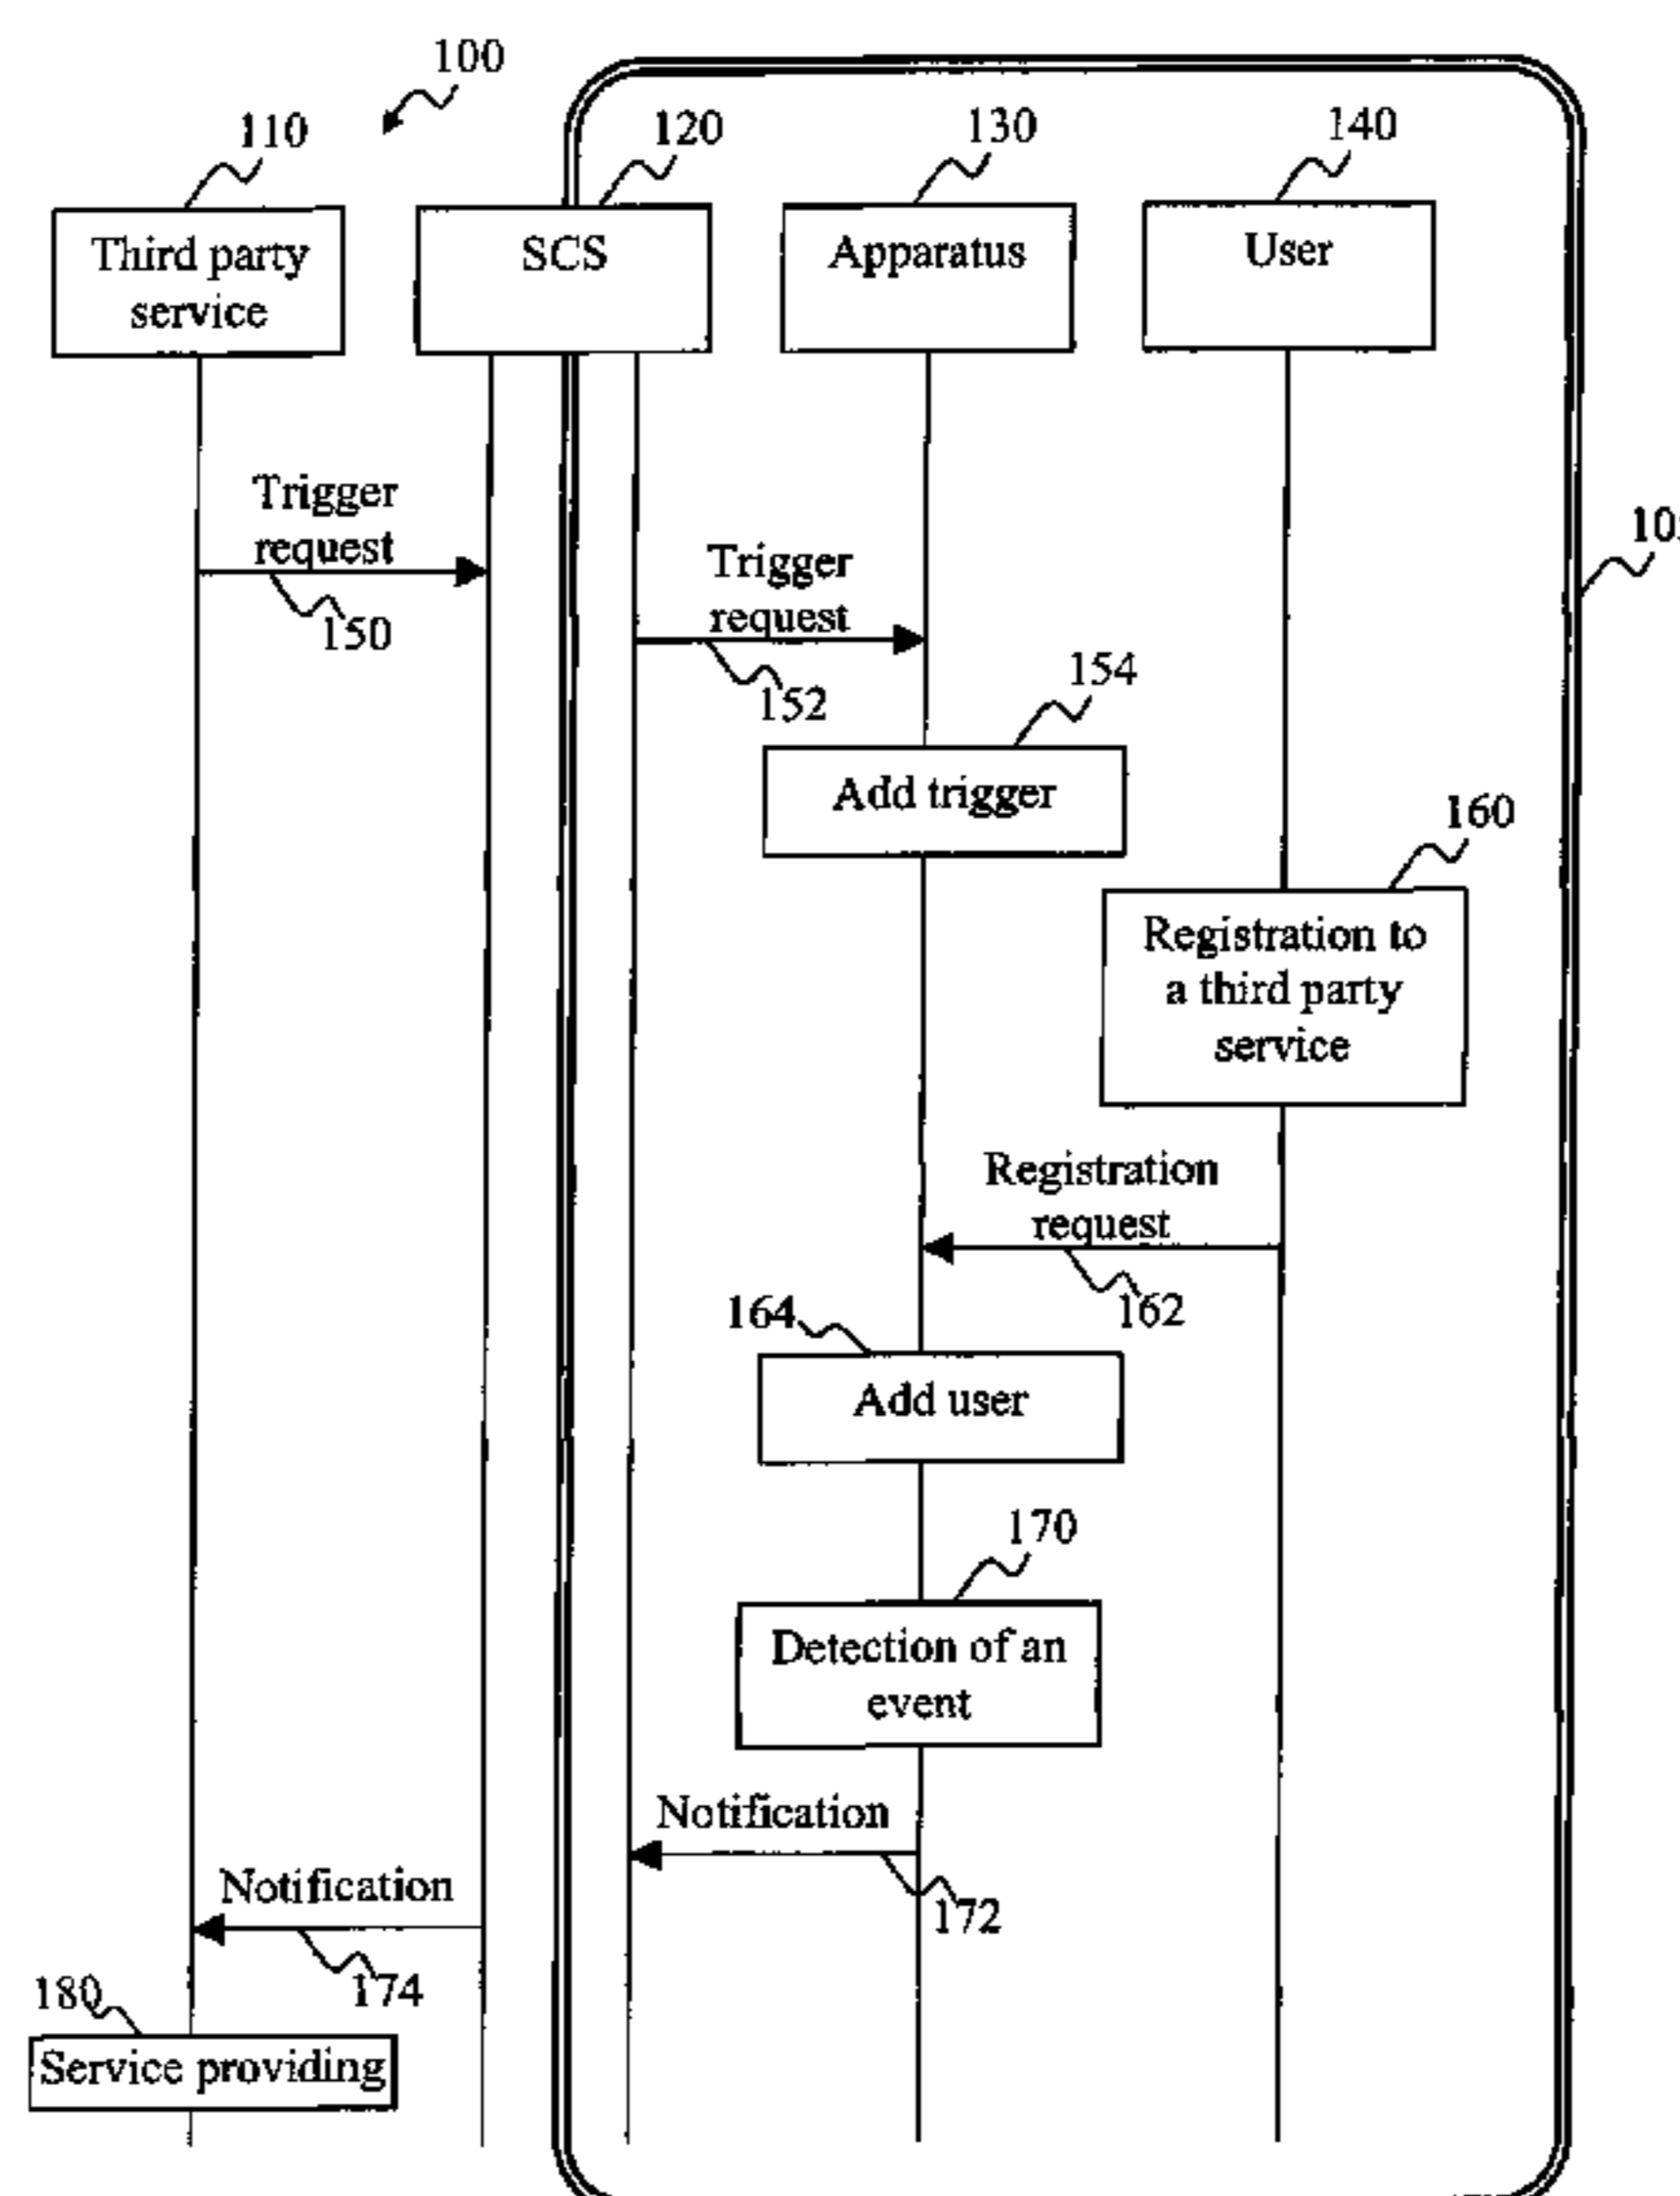 100
110
120
130
140
Third party
service
SCS
Apparatus
User
Trigger
request
150
Trigger
request
152
154
Add trigger
160
Registration to
a third party
service
Registration
request
162
164
Add user
170
Detection of an
event
Notification
172
Notification
174
180
Service providing